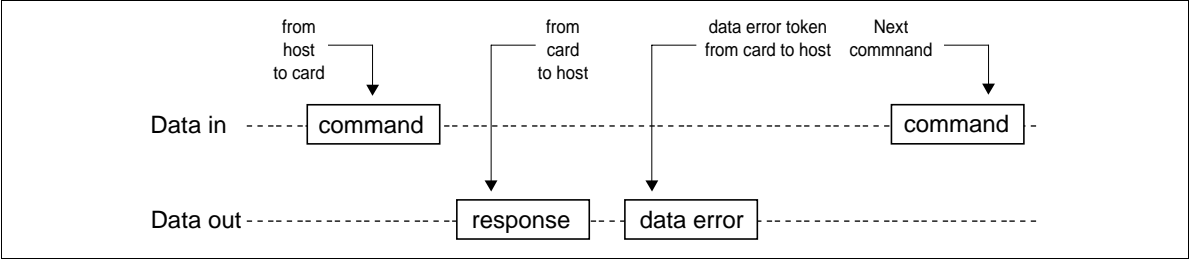 from
host
to card
from
card
to host
data error token
from card to host
Next
commnand
Data in
command
command
Data out
response
data error